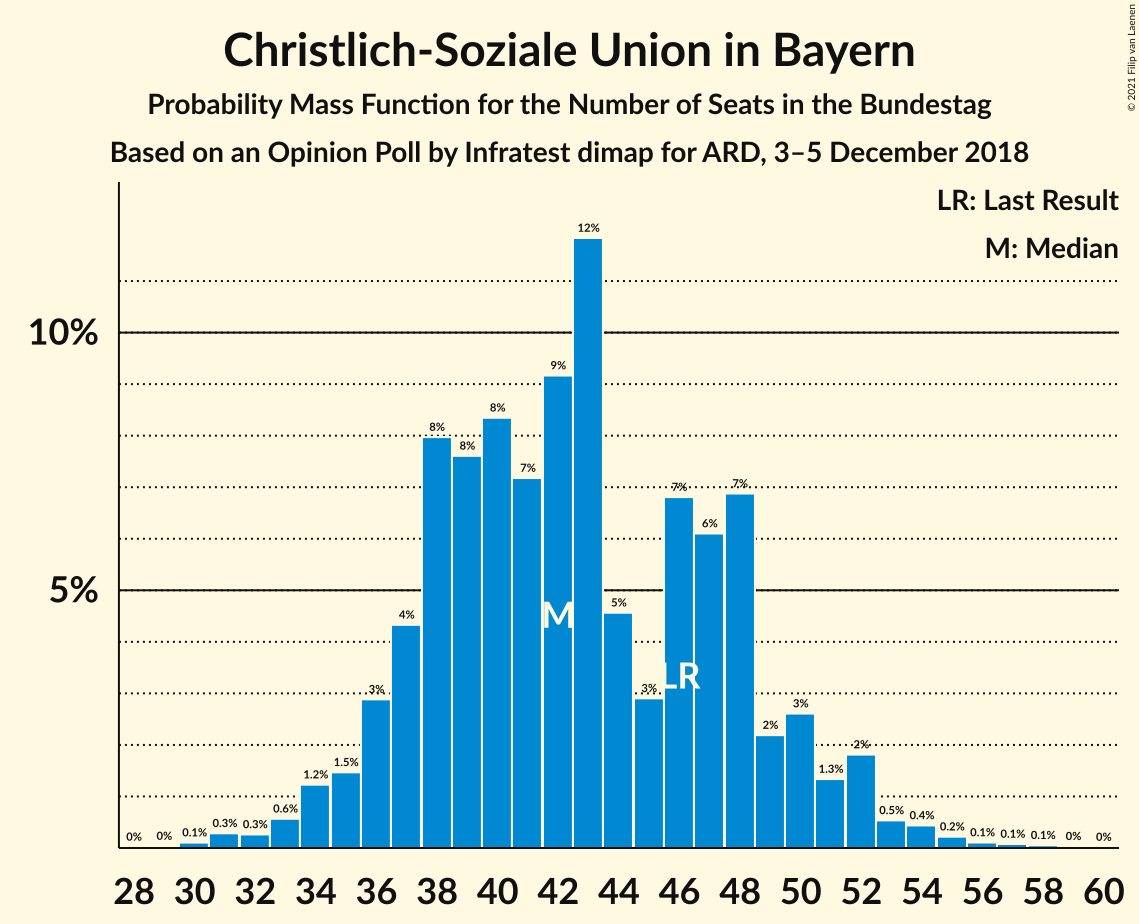 Christlich-Soziale Union in Bayern
Probability Mass Function for the Number of Seats in the Bundestag
Based on an Opinion Poll by Infratest dimap for ARD, 3–5 December 2018
© 2021 Filip van Laenen
LR: Last Result
M: Median
10%
5%
0% 0% 0.1% 0.3% 0.3% 0.6% 1.2% 1.5% 3% 4% 8% 8% 8% 7% 9% 12% 5% 3% 7% 6% 7% 2% 3% 1.3% 2% 0.5% 0.4% 0.2% 0.1% 0.1% 0.1% 0% 0%
M
LR
28 30 32 34 36 38 40 42 44 46 48 50 52 54 56 58 60